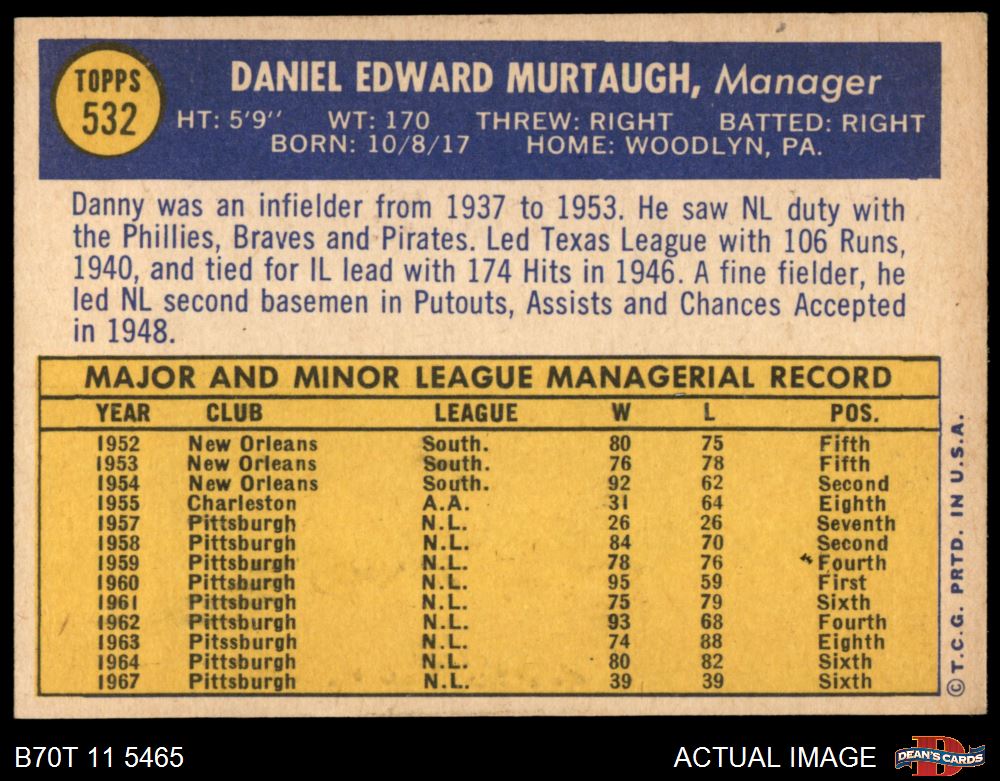 TOPPS
532
DANIEL EDWARD MURTAUGH, Manager
HT: 5'9'' WT: 170 THREW: RIGHT BATTED: RIGHT
BORN: 10/8/17 HOME: WOODLYN, PA.
Danny was an infielder from 1937 to 1953. He saw NL duty with
the Phillies, Braves and Pirates. Led Texas League with 106 Runs,
1940, and tied for IL lead with 174 Hits in 1946. A fine fielder, he
led NL second basemen in Putouts, Assists and Chances Accepted
in 1948.
MAJOR AND MINOR LEAGUE MANAGERIAL RECORD
YEAR CLUB LEAGUE W L POS.
1952 New Orleans South. 80 75 Fifth
1953 New Orleans South. 76 78 Fifth
1954 New Orleans South. 92 62 Second
1955 Charleston A.A. 31 64 Eighth
1957 Pittsburgh N.L. 26 26 Seventh
1958 Pittsburgh N.L. 84 70 Second
1959 Pittsburgh N.L. 78 76 Fourth
1960 Pittsburgh N.L. 95 59 First
1961 Pittsburgh N.L. 75 79 Sixth
1962 Pittsburgh N.L. 93 68 Fourth
1963 Pitssburgh N.L. 74 88 Eighth
1964 Pittsburgh N.L. 80 82 Sixth
1967 Pittsburgh N.L. 39 39 Sixth
© T.C.G. PRTD. IN U.S.A.
B70T 11 5465
ACTUAL IMAGE
DEAN'S CARDS